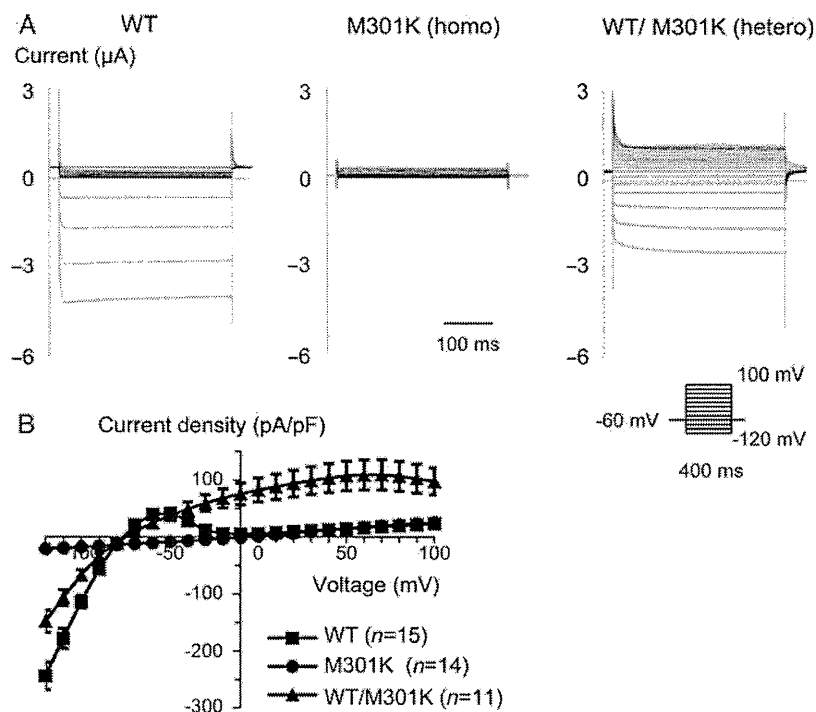 A WT M301K (homo) WT/ M301K (hetero)
Current (µA)
3 3 3
0 0 0
−3 −3 −3
−6 −6 −6
100 ms
100 mV
-60 mV
-120 mV
400 ms
B Current density (pA/pF)
100
-100 -50 0 50 100
Voltage (mV)
-100
-200
-300
WT (n=15)
M301K (n=14)
WT/M301K (n=11)